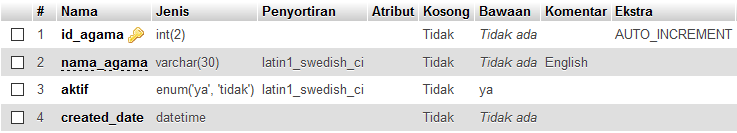 # Nama Jenis Penyortiran Atribut Kosong Bawaan Komentar Ekstra
1 id_agama int(2) Tidak Tidak ada AUTO_INCREMENT
2 nama_agama varchar(30) latin1_swedish_ci Tidak Tidak ada English
3 aktif enum('ya', 'tidak') latin1_swedish_ci Tidak ya
4 created_date datetime Tidak Tidak ada